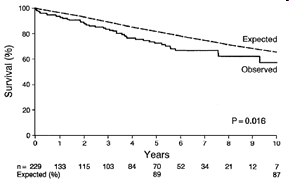 Survival (%)
100
80
60
40
20
0
Expected
Observed
P = 0.016
0 1 2 3 4 5 6 7 8 9 10
Years
n = 229 133 115 103 84 70 52 34 21 12 7
Expected (%) 89 87